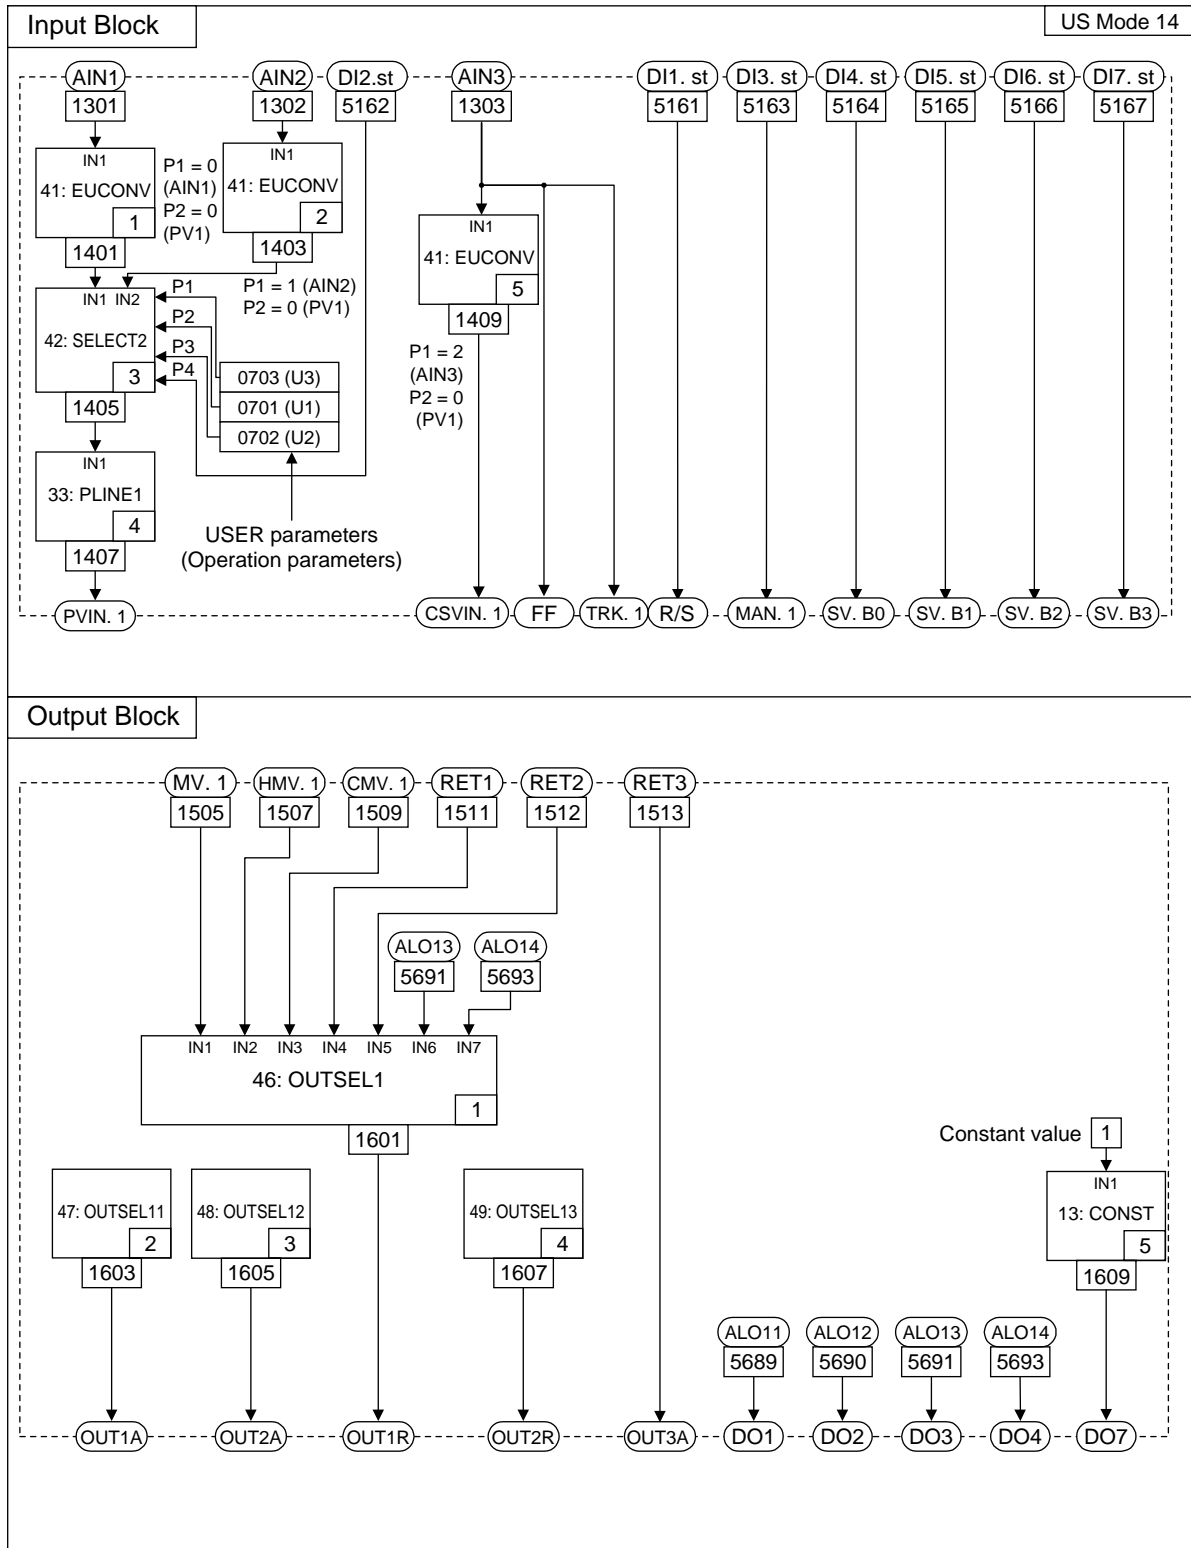 Input Block
US Mode 14
AIN1 AIN2 DI2.st AIN3 DI1. st DI3. st DI4. st DI5. st DI6. st DI7. st
1301 1302 5162 1303 5161 5163 5164 5165 5166 5167
IN1
41: EUCONV
1
1401
P1 = 0
(AIN1)
P2 = 0
(PV1)
IN1
41: EUCONV
2
1403
P1 = 1 (AIN2)
P2 = 0 (PV1)
IN1
41: EUCONV
5
1409
P1 = 2
(AIN3)
P2 = 0
(PV1)
IN1 IN2
42: SELECT2
3
1405
P1
P2
P3
P4
0703 (U3)
0701 (U1)
0702 (U2)
IN1
33: PLINE1
4
1407
USER parameters
(Operation parameters)
PVIN. 1 CSVIN. 1 FF TRK. 1 R/S MAN. 1 SV. B0 SV. B1 SV. B2 SV. B3
Output Block
MV. 1 HMV. 1 CMV. 1 RET1 RET2 RET3
1505 1507 1509 1511 1512 1513
ALO13 ALO14
5691 5693
IN1 IN2 IN3 IN4 IN5 IN6 IN7
46: OUTSEL1
1
1601
Constant value 1
IN1
13: CONST
5
1609
47: OUTSEL11
2
1603
48: OUTSEL12
3
1605
49: OUTSEL13
4
1607
ALO11 ALO12 ALO13 ALO14
5689 5690 5691 5693
OUT1A OUT2A OUT1R OUT2R OUT3A DO1 DO2 DO3 DO4 DO7